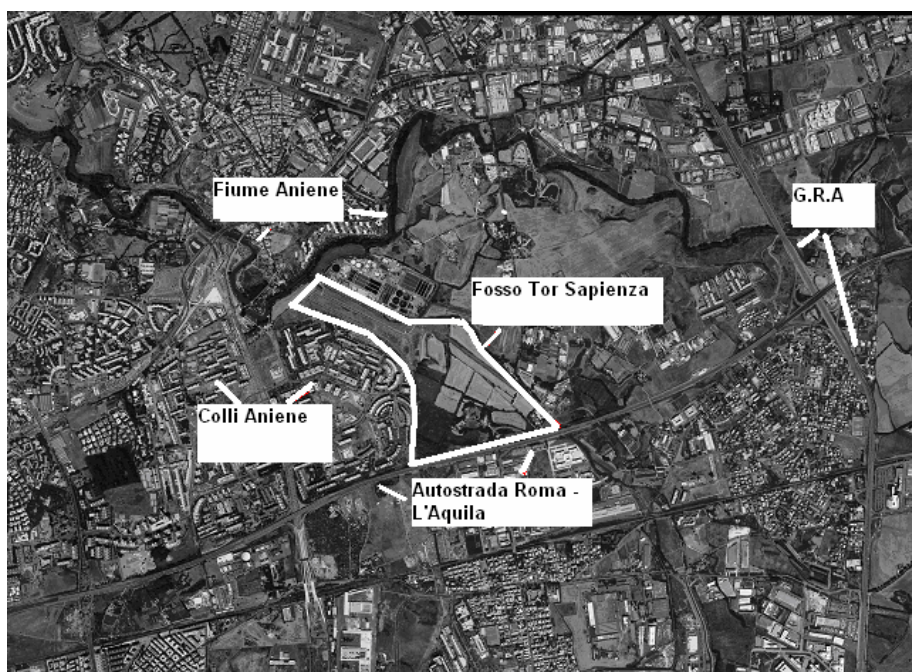 Fiume Aniene
G.R.A
Fosso Tor Sapienza
Colli Aniene
Autostrada Roma -
L'Aquila